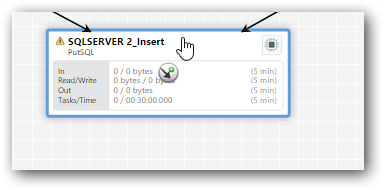 SQLSERVER 2_Insert
PutSQL
In 0 / 0 bytes (5 min)
Read/Write 0 bytes / 0 bytes (5 min)
Out 0 / 0 bytes (5 min)
Tasks/Time 0 / 00:30:00.000 (5 min)